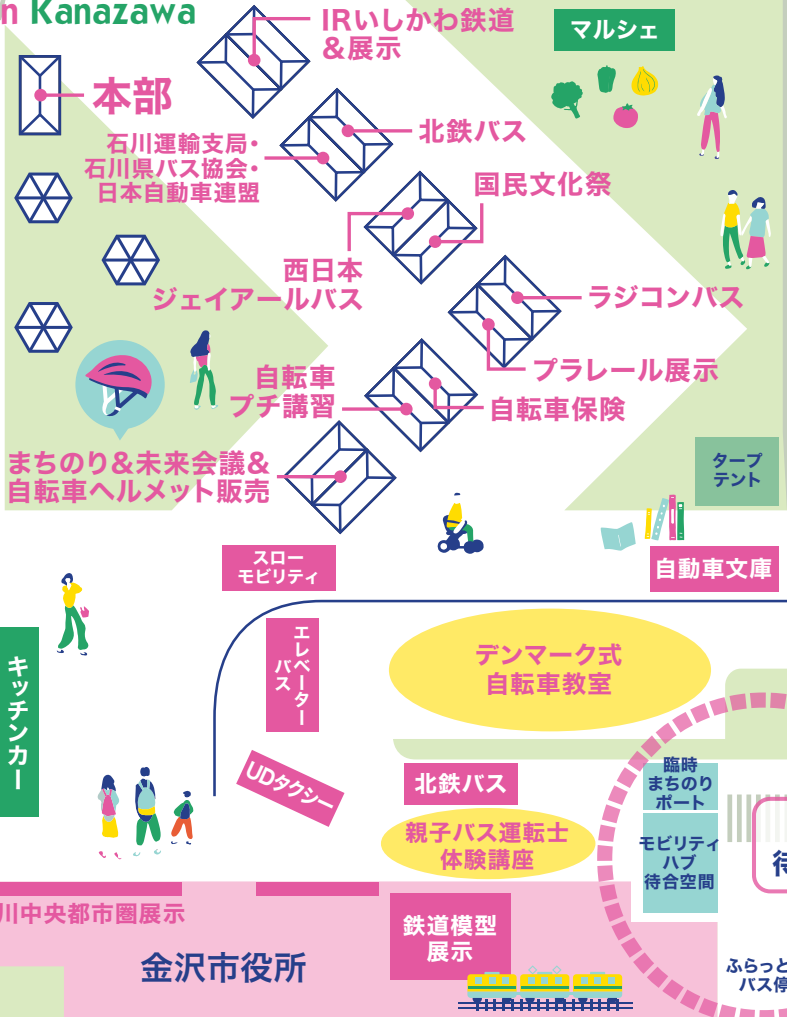 n Kanazawa
IRいしかわ鉄道
&展示
マルシェ
本部
北鉄バス
石川運輸支局・
石川県バス協会・
日本自動車連盟
国民文化祭
西日本
ジェイアールバス
ラジコンバス
プラレール展示
自転車
プチ講習
自転車保険
まちのり&未来会議&
自転車ヘルメット販売
タープ
テント
スロー
モビリティ
自動車文庫
エレベーター
バス
デンマーク式
自転車教室
キッチンカー
UDタクシー
北鉄バス
親子バス運転士
体験講座
臨時
まちのり
ポート
モビリティ
ハブ
待合空間
待
川中央都市圏展示
鉄道模型
展示
金沢市役所
ふらっと
バス停